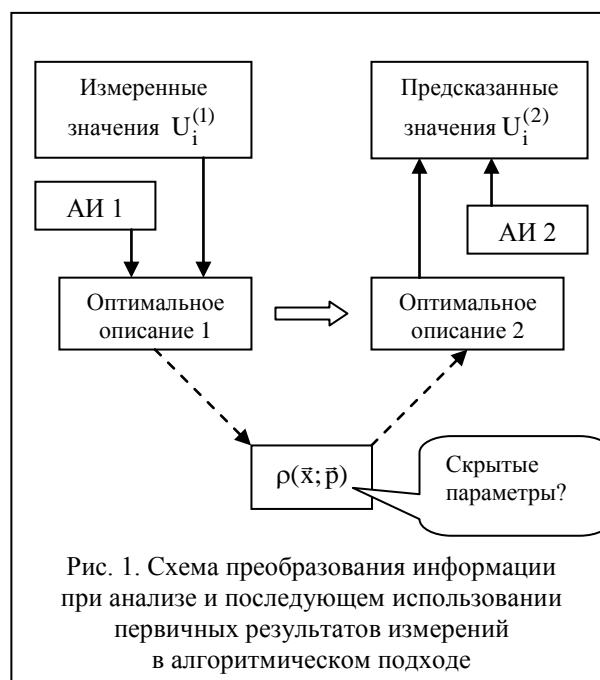 Измеренные
значения U_i^(1)
Предсказанные
значения U_i^(2)
АИ 1
АИ 2
Оптимальное
описание 1
Оптимальное
описание 2
ρ(x⃗; p⃗)
Скрытые
параметры?
Рис. 1. Схема преобразования информации
при анализе и последующем использовании
первичных результатов измерений
в алгоритмическом подходе